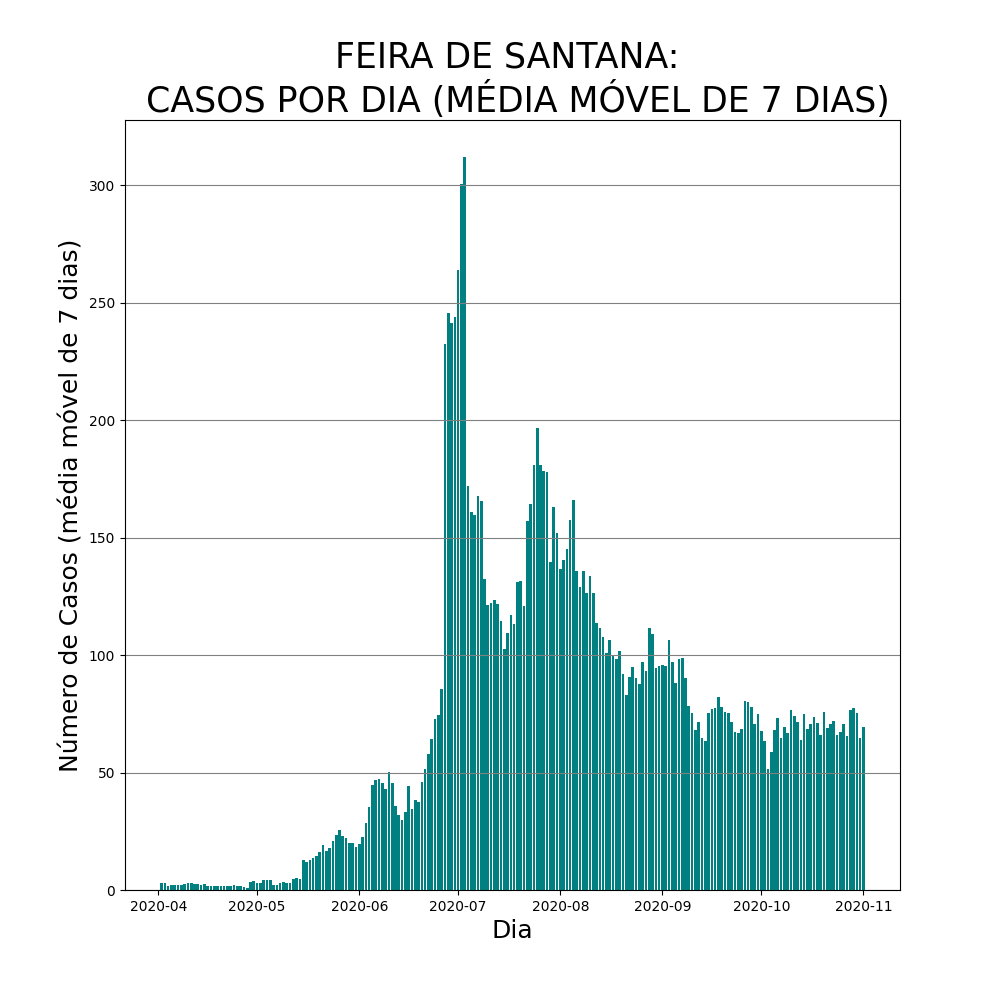 FEIRA DE SANTANA:
CASOS POR DIA (MÉDIA MÓVEL DE 7 DIAS)
Número de Casos (média móvel de 7 dias)
300
250
200
150
100
50
0
2020-04 2020-05 2020-06 2020-07 2020-08 2020-09 2020-10 2020-11
Dia